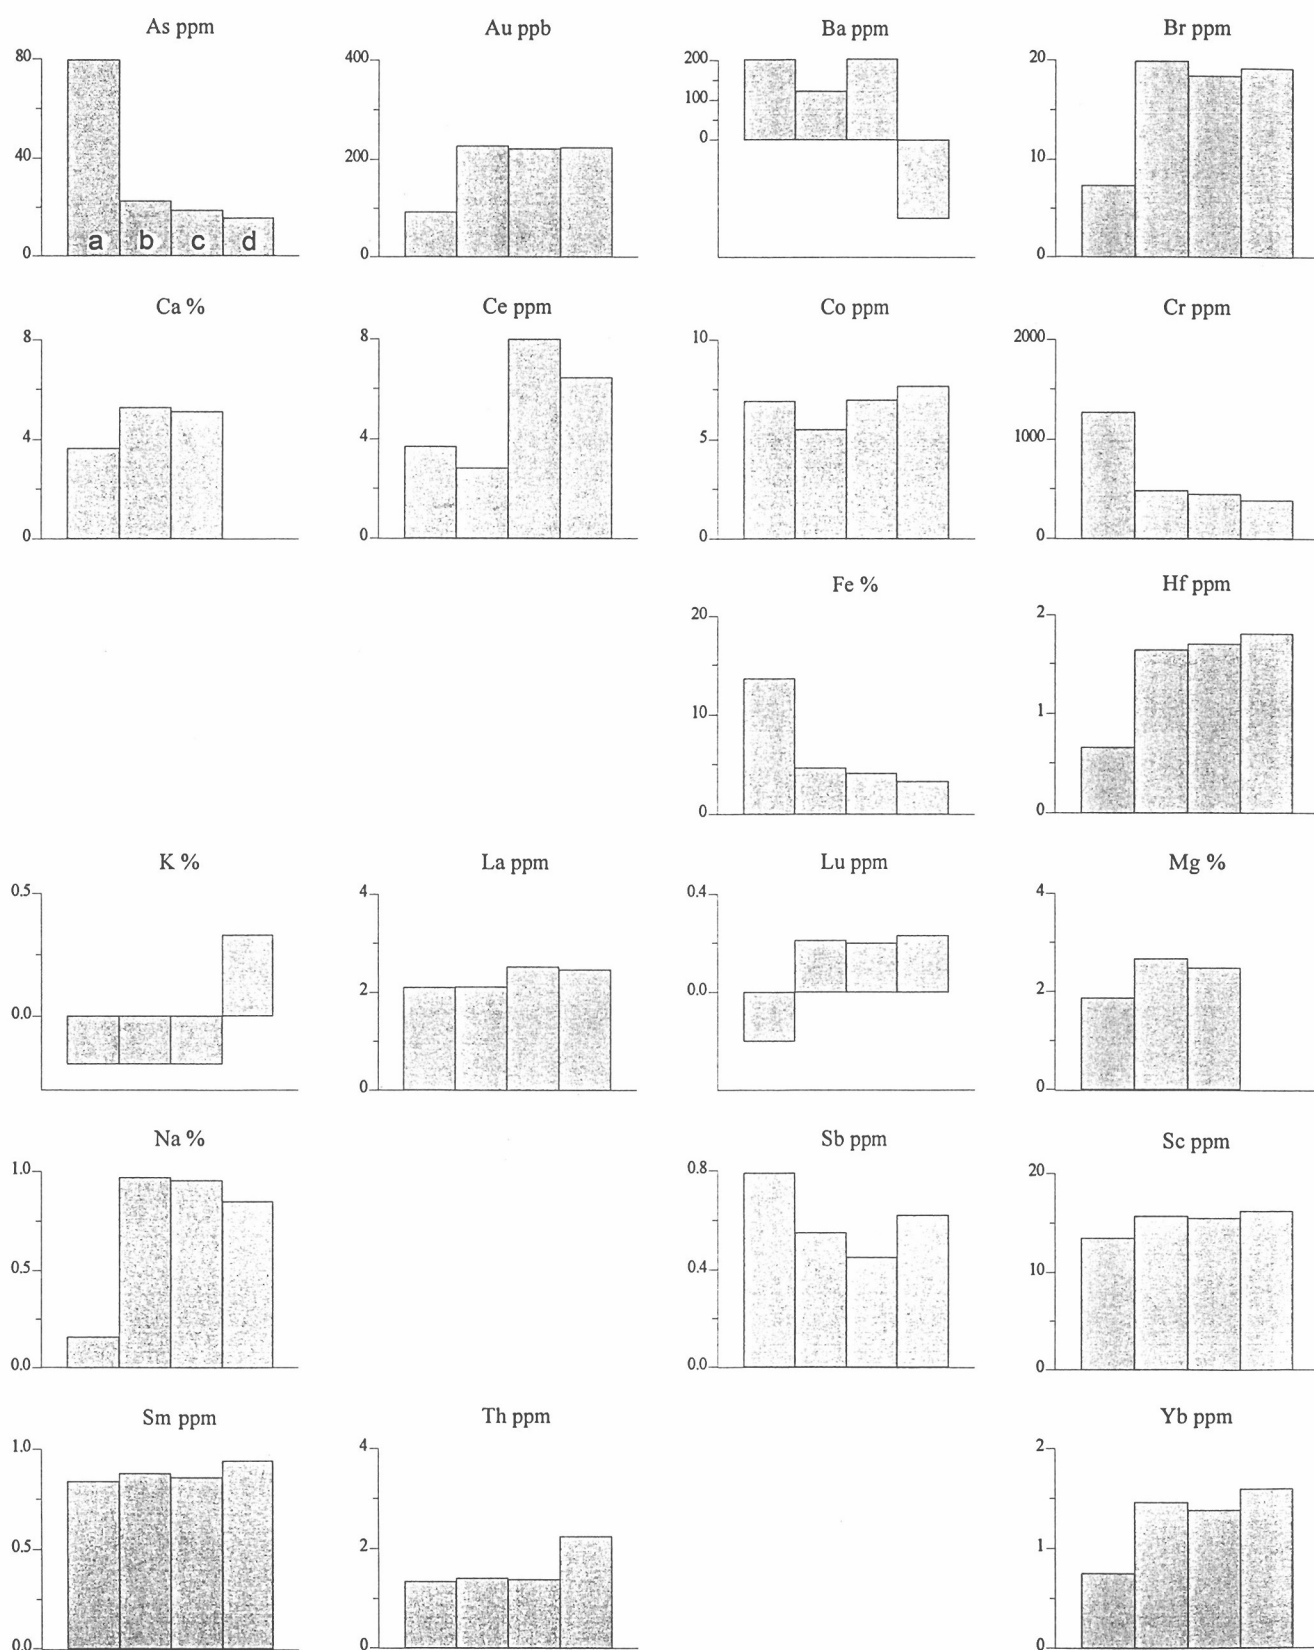 As ppm
80
40
0
a b c d
Au ppb
400
200
0
Ba ppm
200
100
0
Br ppm
20
10
0
Ca %
8
4
0
Ce ppm
8
4
0
Co ppm
10
5
0
Cr ppm
2000
1000
0
Fe %
20
10
0
Hf ppm
2
1
0
K %
0.5
0.0
La ppm
4
2
0
Lu ppm
0.4
0.0
Mg %
4
2
0
Na %
1.0
0.5
0.0
Sb ppm
0.8
0.4
0.0
Sc ppm
20
10
0
Sm ppm
1.0
0.5
0.0
Th ppm
4
2
0
Yb ppm
2
1
0